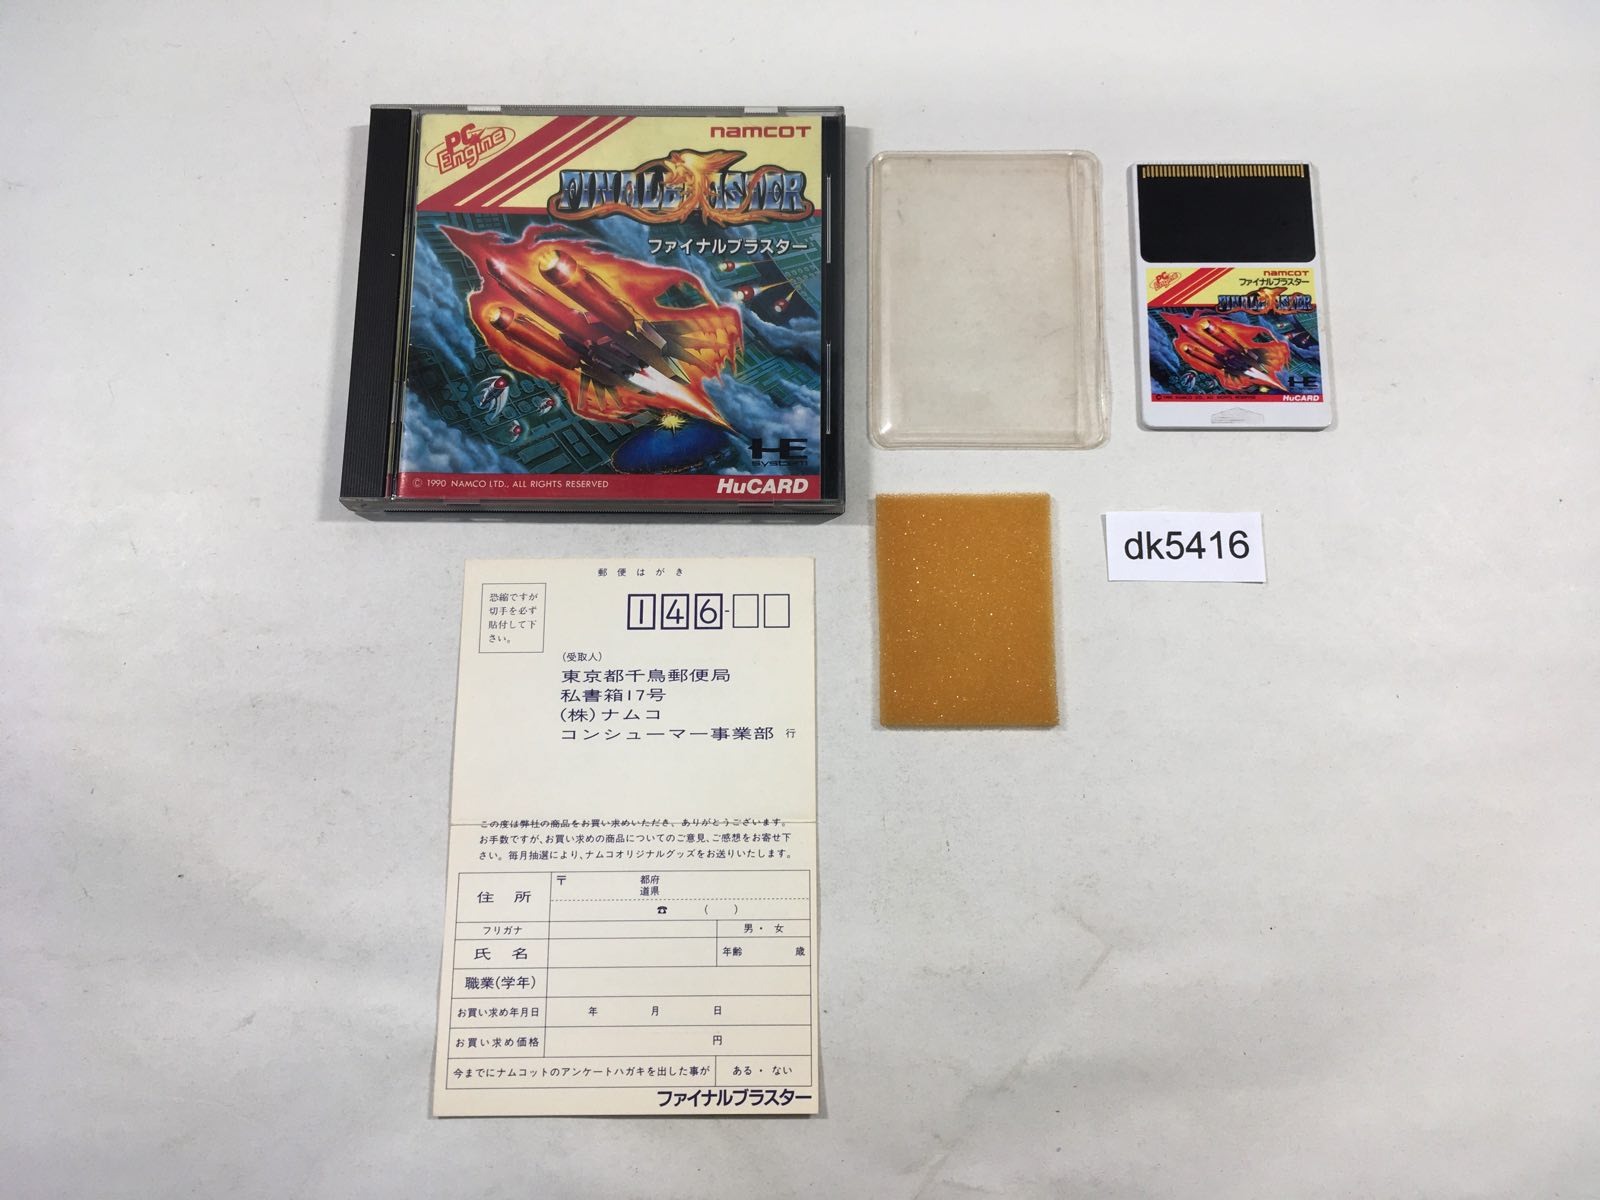 PC Engine
namcot
FINAL BLASTER
ファイナルブラスター
HE
system
© 1990 NAMCO LTD., ALL RIGHTS RESERVED
HuCARD
PC Engine
namcot
ファイナルブラスター
FINAL BLASTER
HE
© 1990 NAMCO LTD., ALL RIGHTS RESERVED
HuCARD
dk5416
郵便はがき
恐縮ですが
切手を必ず
貼付して下
さい。
146-
(受取人)
東京都千鳥郵便局
私書箱17号
(株)ナムコ
コンシューマー事業部 行
この度は弊社の商品をお買い求めいただき、ありがとうございます。
お手数ですが、お買い求めの商品についてのご意見、ご感想をお寄せ下
さい。毎月抽選により、ナムコオリジナルグッズをお送りいたします。
住所 〒 都府
道県
☎ ( )
フリガナ 男・女
氏名 年齢 歳
職業(学年)
お買い求め年月日 年 月 日
お買い求め価格 円
今までにナムコットのアンケートハガキを出した事が ある・ない
ファイナルブラスター